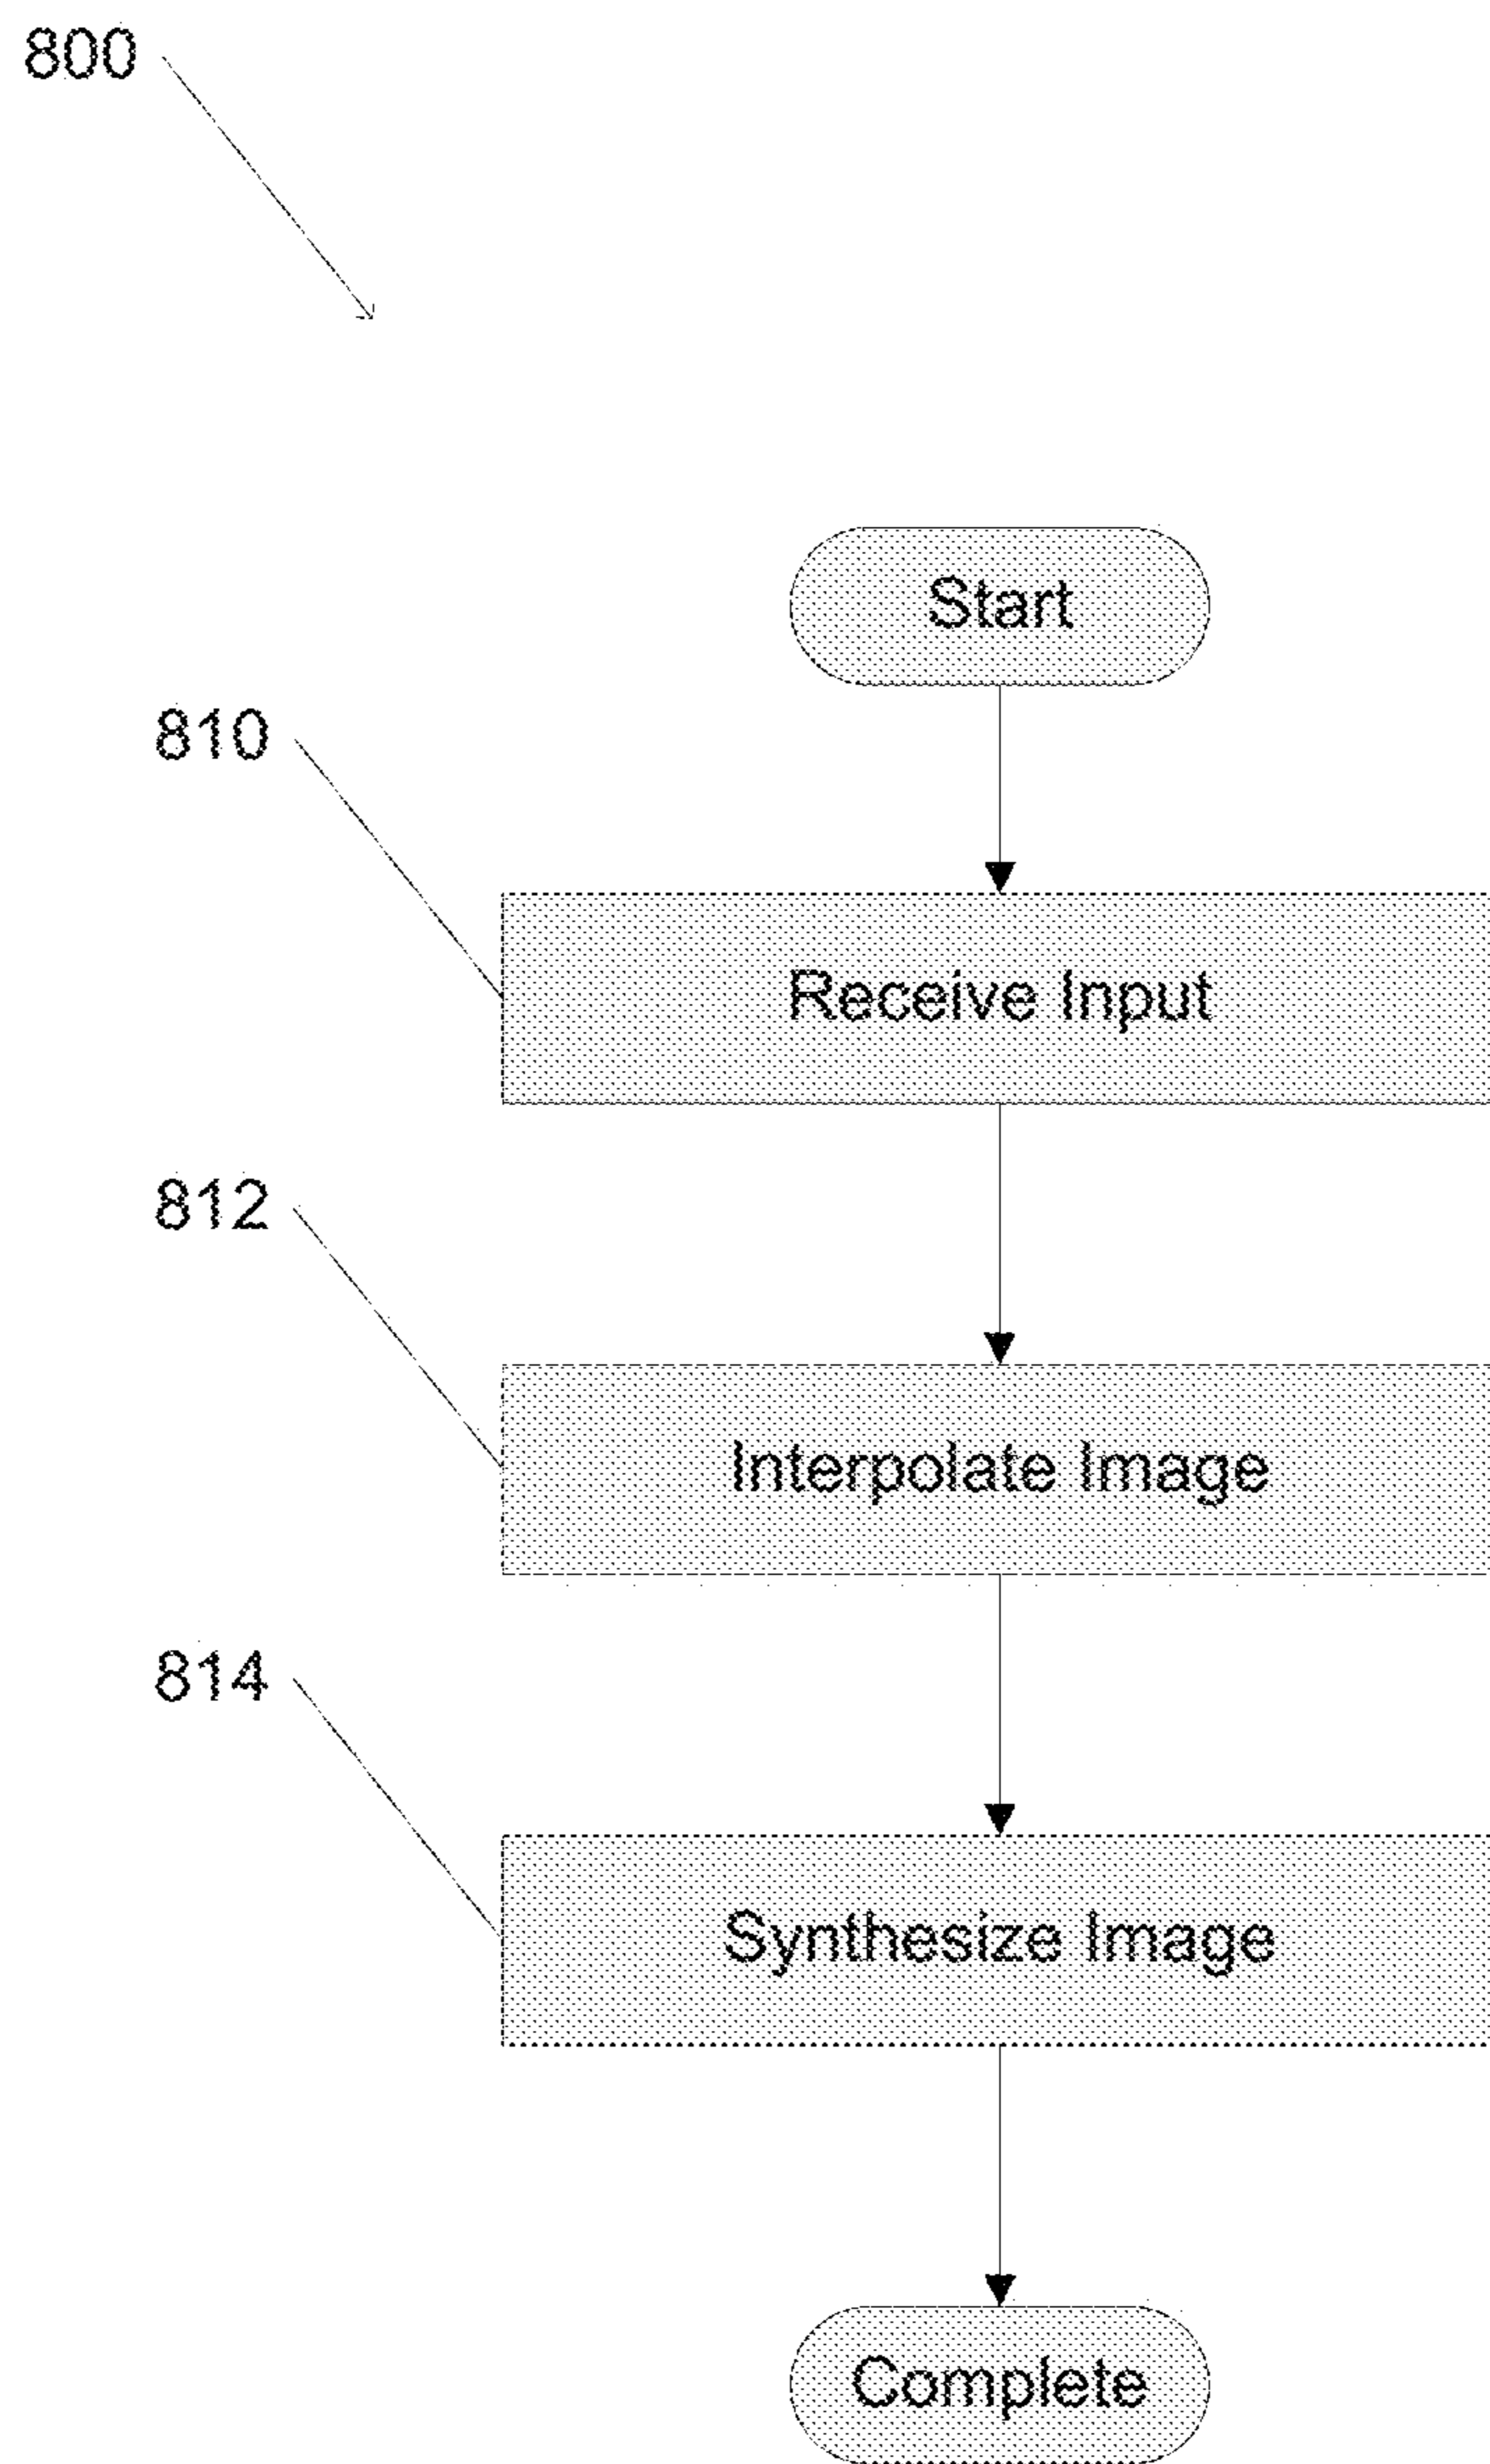 800
Start
810
Receive Input
812
Interpolate Image
814
Synthesize Image
Complete